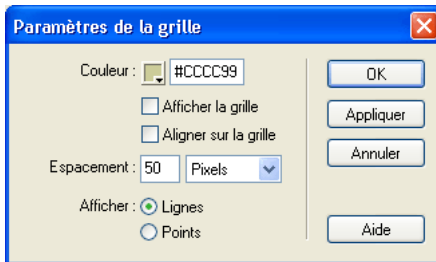 Paramètres de la grille
Couleur : #CCCC99
Afficher la grille
Aligner sur la grille
Espacement : 50 Pixels
Afficher : Lignes
Points
OK
Appliquer
Annuler
Aide